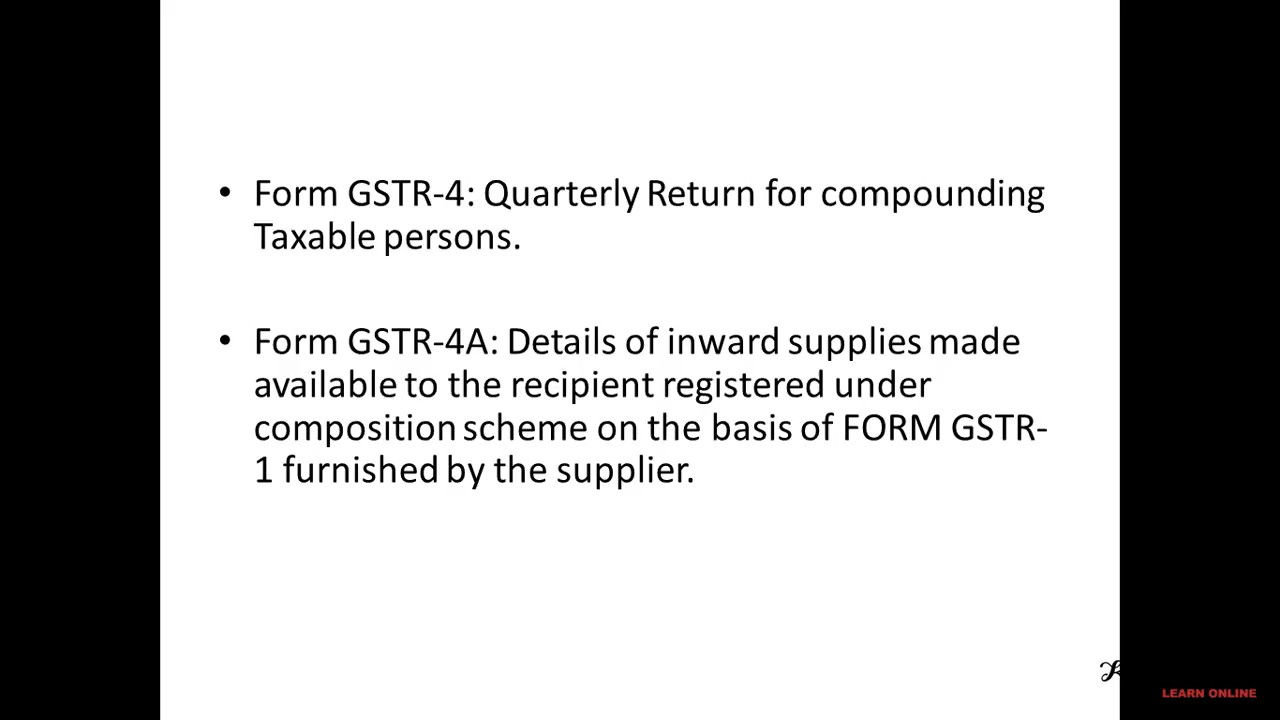 • Form GSTR-4: Quarterly Return for compounding
Taxable persons.
• Form GSTR-4A: Details of inward supplies made
available to the recipient registered under
composition scheme on the basis of FORM GSTR-
1 furnished by the supplier.
LEARN ONLINE